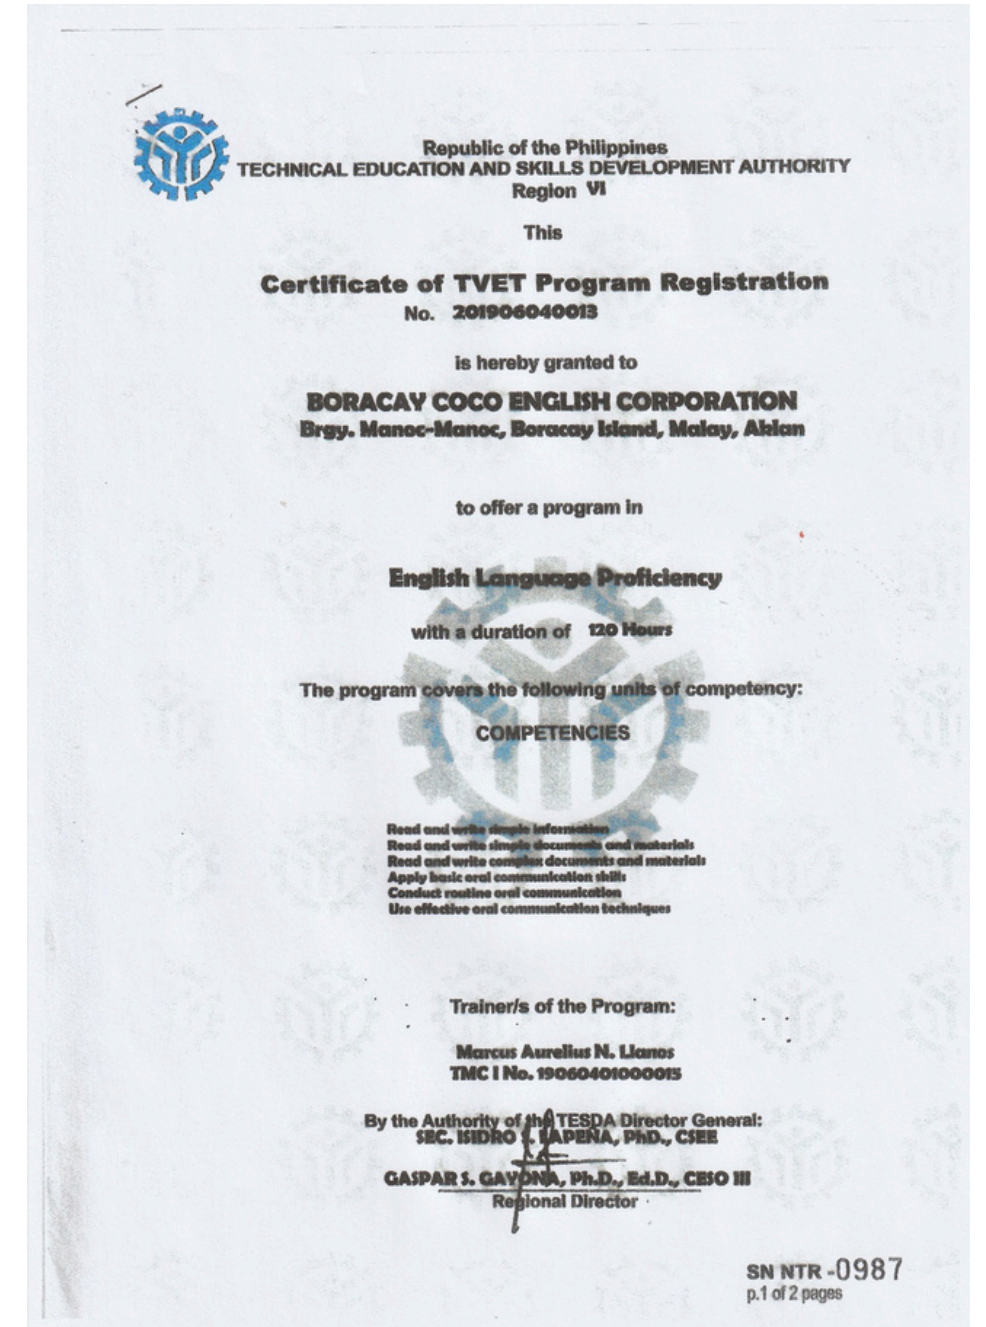 Republic of the Philippines
TECHNICAL EDUCATION AND SKILLS DEVELOPMENT AUTHORITY
Region VI
This
Certificate of TVET Program Registration
No. 201906040013
is hereby granted to
BORACAY COCO ENGLISH CORPORATION
Brgy. Manoc-Manoc, Boracay Island, Malay, Aklan
to offer a program in
English Language Proficiency
with a duration of 120 Hours
The program covers the following units of competency:
COMPETENCIES
Read and write simple information
Read and write simple documents and materials
Read and write complex documents and materials
Apply basic oral communication skills
Conduct routine oral communication
Use effective oral communication techniques
Trainer/s of the Program:
Marcus Aurelius N. Llanos
TMC I No. 19060401000015
By the Authority of the TESDA Director General:
SEC. ISIDRO LAPEÑA, PhD., CSEE
GASPAR S. GAYONA, Ph.D., Ed.D., CESO III
Regional Director
SN NTR -0987
p.1 of 2 pages